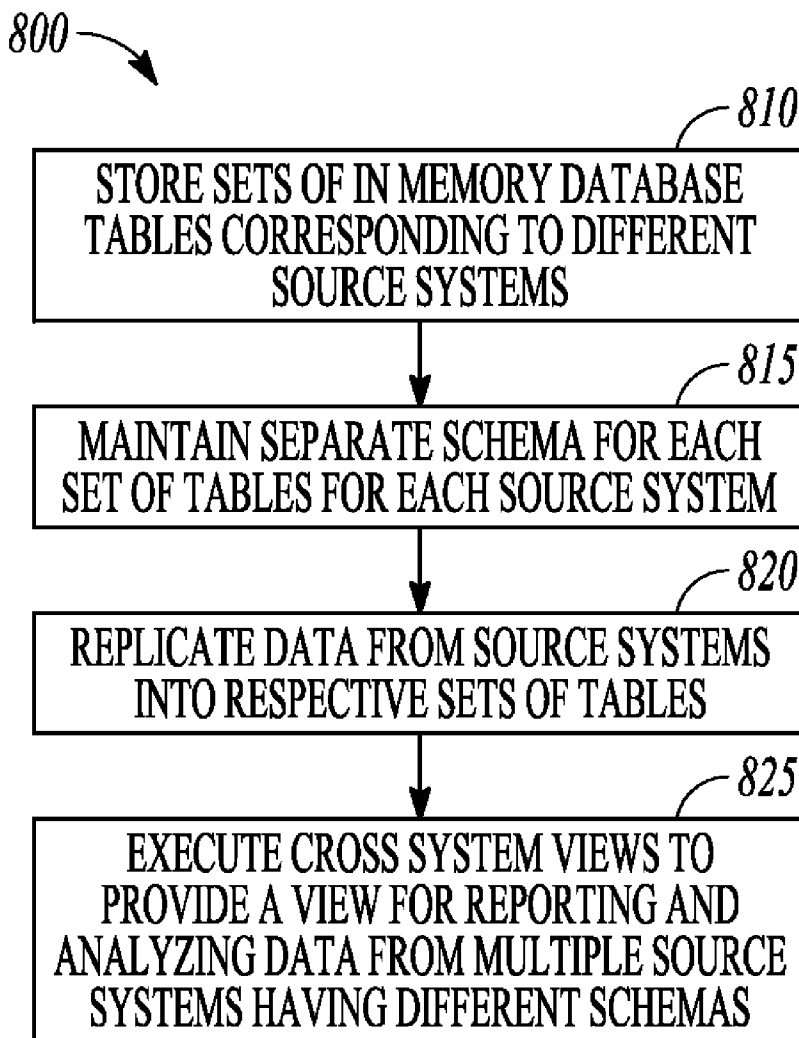 800
810
STORE SETS OF IN MEMORY DATABASE
TABLES CORRESPONDING TO DIFFERENT
SOURCE SYSTEMS
815
MAINTAIN SEPARATE SCHEMA FOR EACH
SET OF TABLES FOR EACH SOURCE SYSTEM
820
REPLICATE DATA FROM SOURCE SYSTEMS
INTO RESPECTIVE SETS OF TABLES
825
EXECUTE CROSS SYSTEM VIEWS TO
PROVIDE A VIEW FOR REPORTING AND
ANALYZING DATA FROM MULTIPLE SOURCE
SYSTEMS HAVING DIFFERENT SCHEMAS